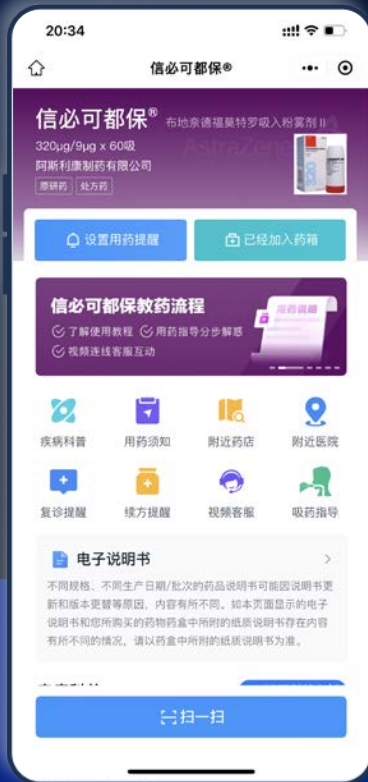 20:34
信必可都保®
信必可都保® 布地奈德福莫特罗吸入粉雾剂 II
320μg/9μg x 60吸
阿斯利康制药有限公司
原研药 处方药
设置用药提醒
已经加入药箱
信必可都保教药流程
了解使用教程 用药指导分步解惑
视频连线客服互动
用药说明
疾病科普 用药须知 附近药店 附近医院
复诊提醒 续方提醒 视频客服 吸药指导
电子说明书
不同规格、不同生产日期/批次的药品说明书可能因说明书更
新和版本更替等原因，内容有所不同。如本页面显示的电子
说明书和您所购买的药物药盒中所附的纸质说明书存在内容
有所不同的情况，请以药盒中所附的纸质说明书为准。
扫一扫